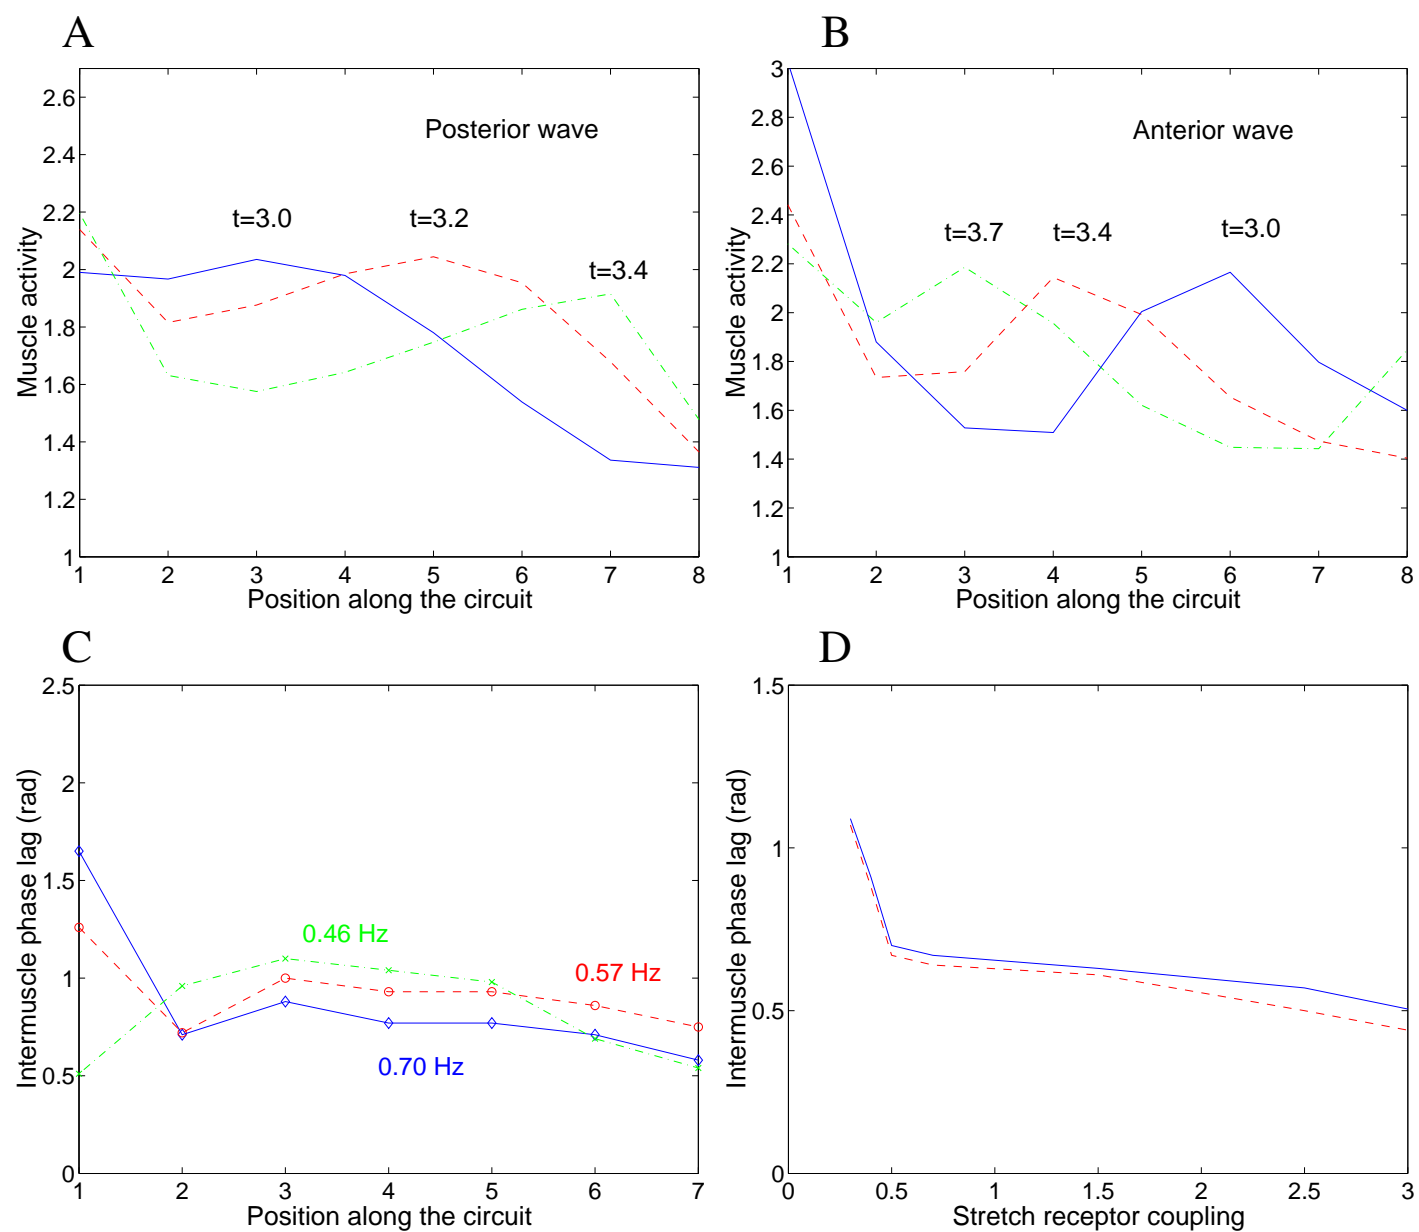 A
Posterior wave
t=3.0
t=3.2
t=3.4
Muscle activity
2.6
2.4
2.2
2
1.8
1.6
1.4
1.2
1
1 2 3 4 5 6 7 8
Position along the circuit
B
Anterior wave
t=3.7
t=3.4
t=3.0
Muscle activity
3
2.8
2.6
2.4
2.2
2
1.8
1.6
1.4
1.2
1
1 2 3 4 5 6 7 8
Position along the circuit
C
0.46 Hz
0.57 Hz
0.70 Hz
Intermuscle phase lag (rad)
2.5
2
1.5
1
0.5
0
1 2 3 4 5 6 7
Position along the circuit
D
Intermuscle phase lag (rad)
1.5
1
0.5
0
0 0.5 1 1.5 2 2.5 3
Stretch receptor coupling